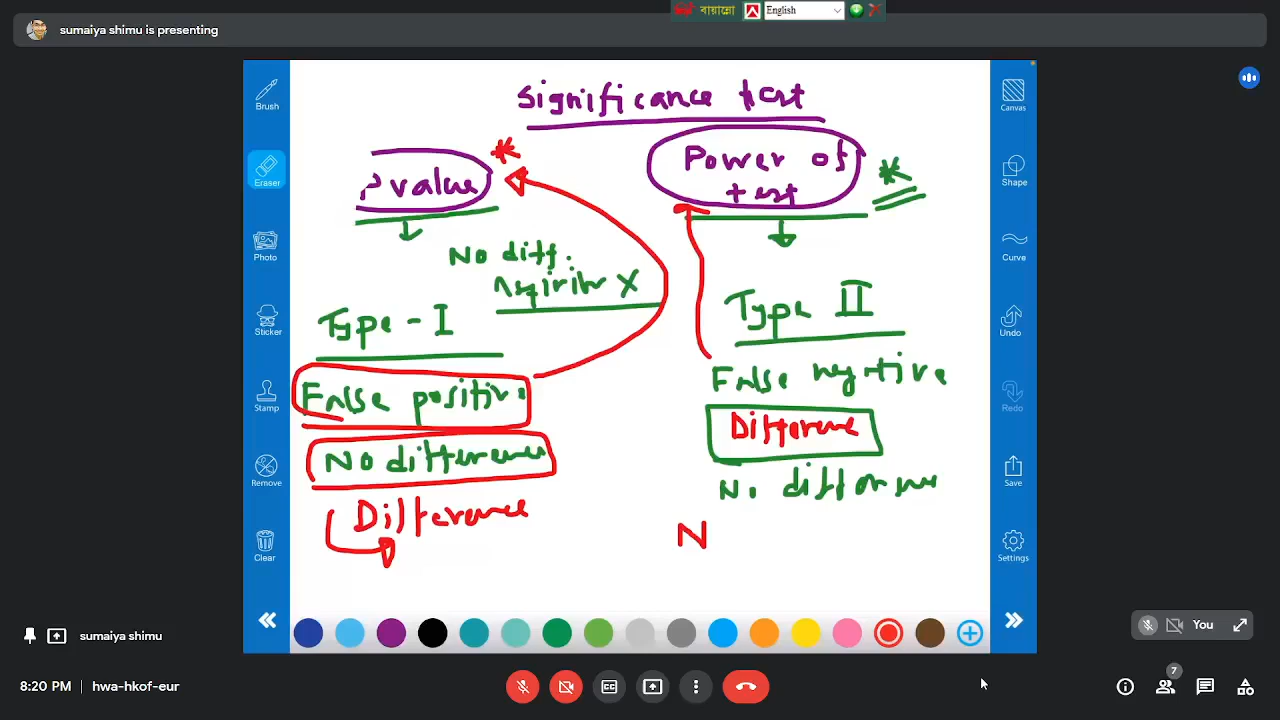 বায়ান্নো English
sumaiya shimu is presenting
Significance test
P value
Power of
test
No diff.
X
Type - I
Type II
False positive
False negative
No difference
Difference
Difference
No difference
N
Brush
Eraser
Photo
Sticker
Stamp
Remove
Clear
Canvas
Shape
Curve
Undo
Redo
Save
Settings
sumaiya shimu
You
8:20 PM | hwa-hkof-eur
7